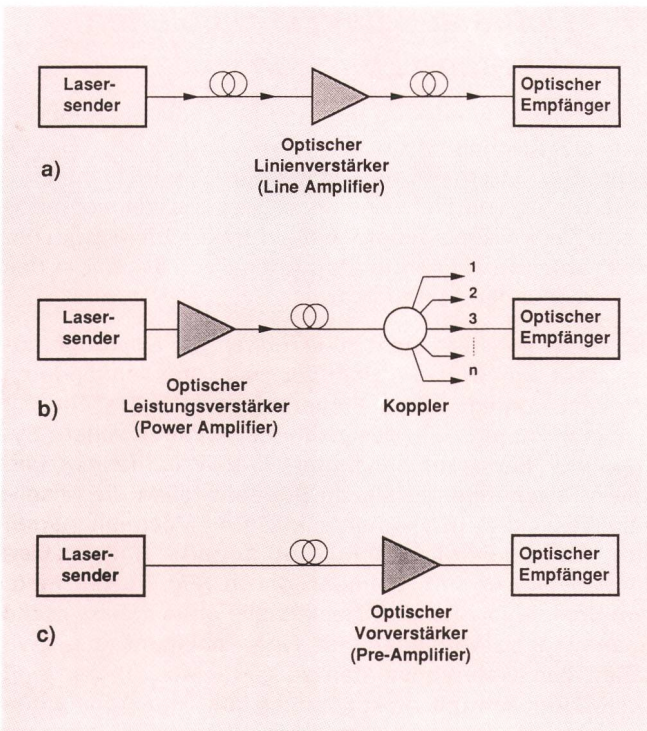 Laser-
sender
Optischer
Empfänger
Optischer
Linienverstärker
(Line Amplifier)
a)
Laser-
sender
1
2
3
n
Optischer
Empfänger
Optischer
Leistungsverstärker
(Power Amplifier)
Koppler
b)
Laser-
sender
Optischer
Empfänger
Optischer
Vorverstärker
(Pre-Amplifier)
c)